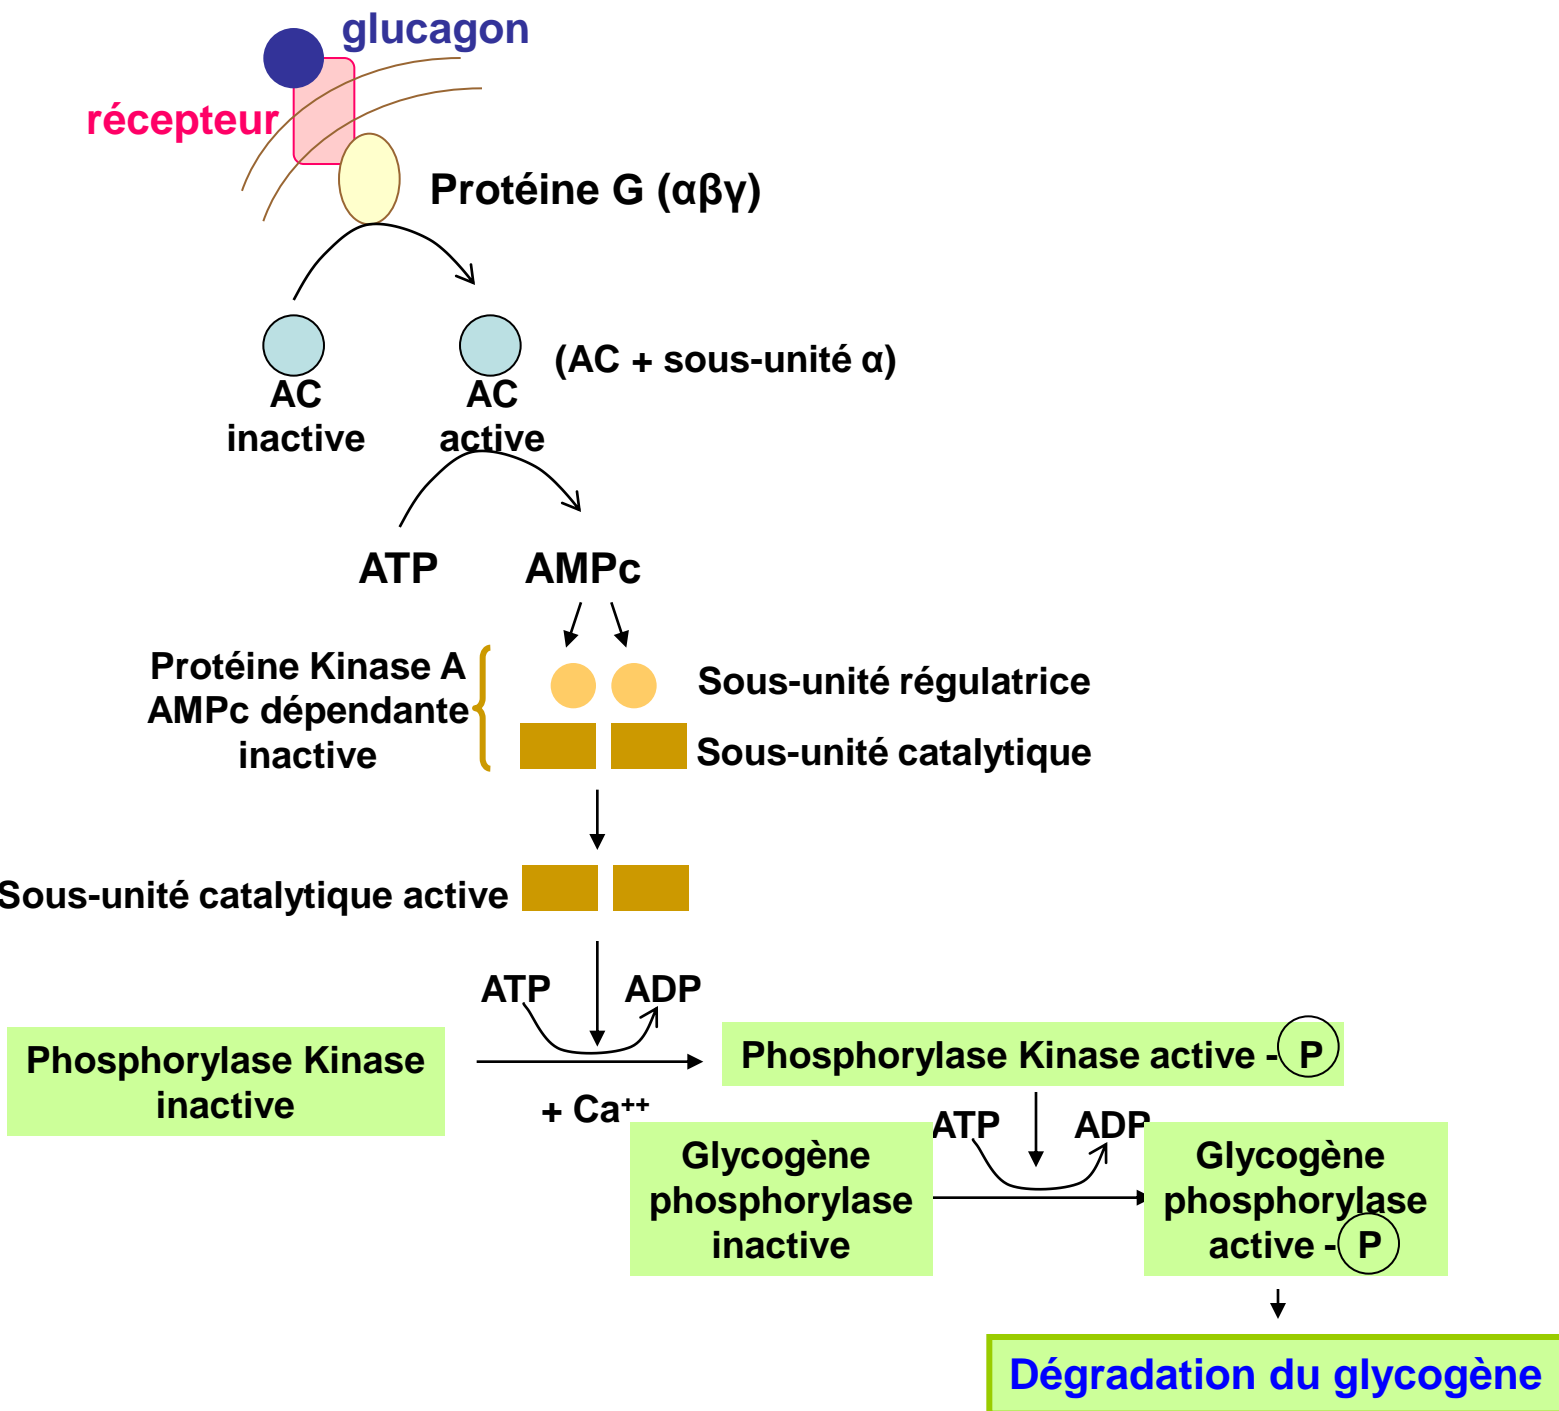 glucagon
récepteur
Protéine G (αβγ)
(AC + sous-unité α)
AC
inactive
AC
active
ATP
AMPc
Protéine Kinase A
AMPc dépendante
inactive
Sous-unité régulatrice
Sous-unité catalytique
Sous-unité catalytique active
ATP
ADP
Phosphorylase Kinase
inactive
+ Ca⁺⁺
Phosphorylase Kinase active - P
ATP
ADP
Glycogène
phosphorylase
inactive
Glycogène
phosphorylase
active - P
Dégradation du glycogène